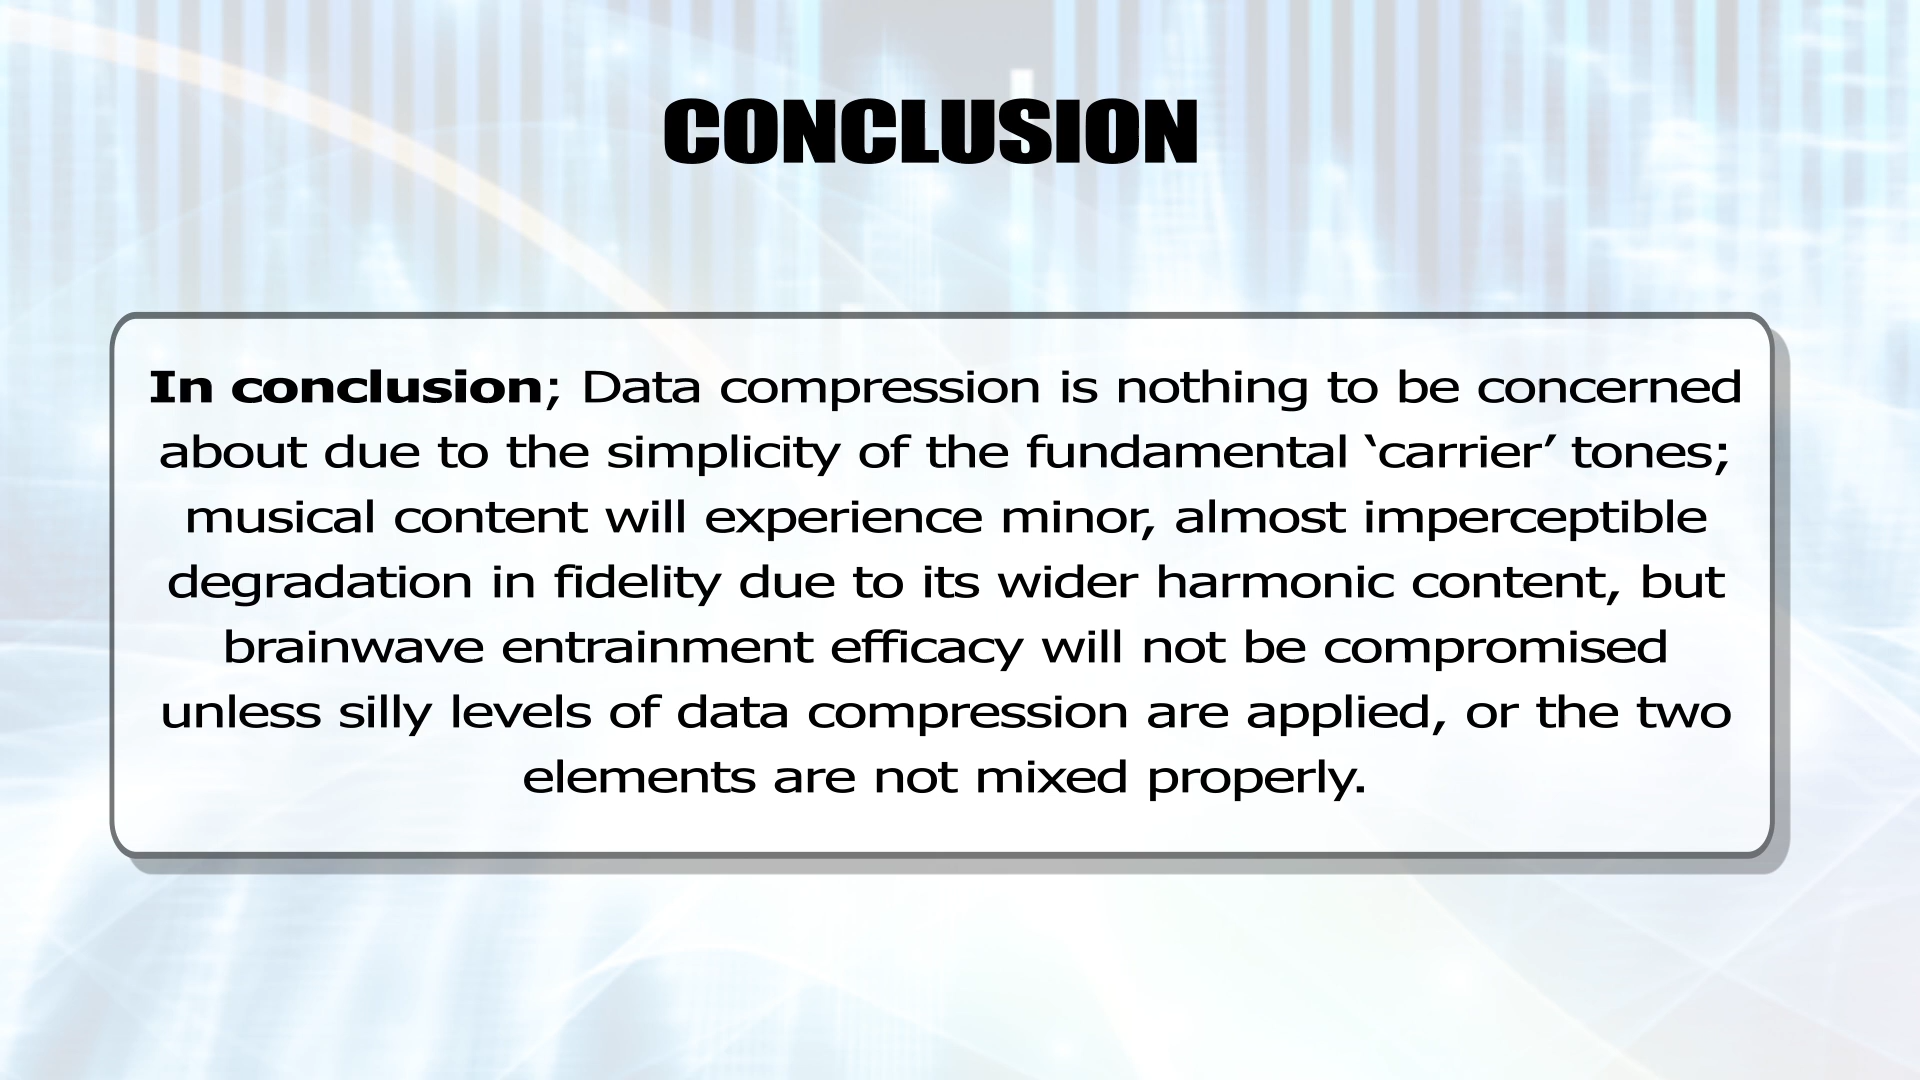 CONCLUSION
In conclusion; Data compression is nothing to be concerned
about due to the simplicity of the fundamental ‘carrier’ tones;
musical content will experience minor, almost imperceptible
degradation in fidelity due to its wider harmonic content, but
brainwave entrainment efficacy will not be compromised
unless silly levels of data compression are applied, or the two
elements are not mixed properly.